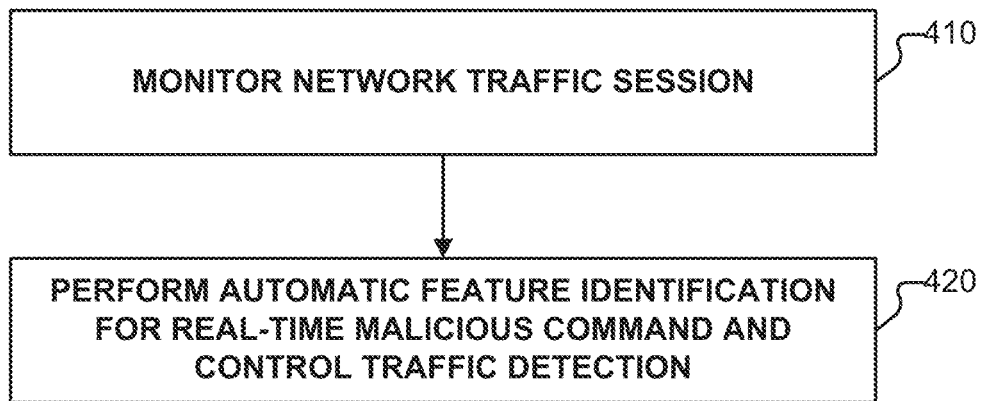 410
MONITOR NETWORK TRAFFIC SESSION
420
PERFORM AUTOMATIC FEATURE IDENTIFICATION
FOR REAL-TIME MALICIOUS COMMAND AND
CONTROL TRAFFIC DETECTION